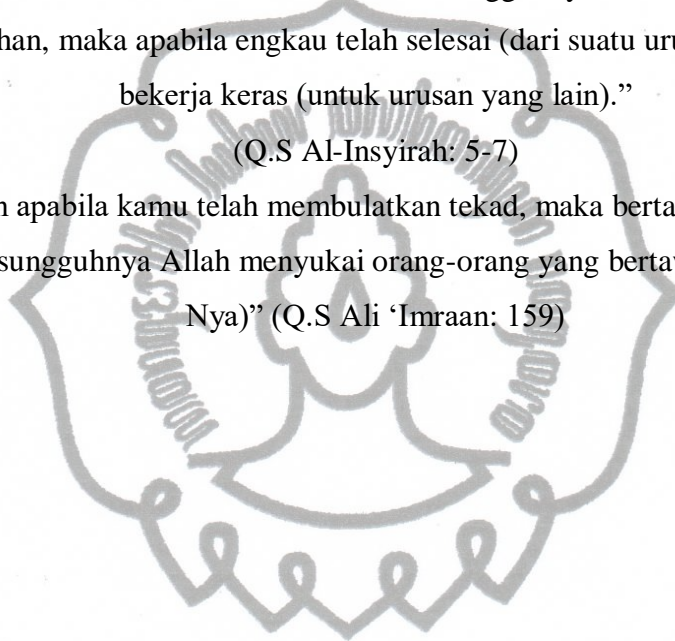 han, maka apabila engkau telah selesai (dari suatu uru
bekerja keras (untuk urusan yang lain).”
(Q.S Al-Insyirah: 5-7)
n apabila kamu telah membulatkan tekad, maka berta
sungguhnya Allah menyukai orang-orang yang berta
Nya)” (Q.S Ali ‘Imraan: 159)